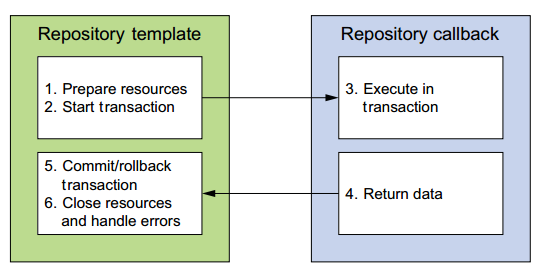 Repository template
1. Prepare resources
2. Start transaction
5. Commit/rollback
transaction
6. Close resources
and handle errors
Repository callback
3. Execute in
transaction
4. Return data